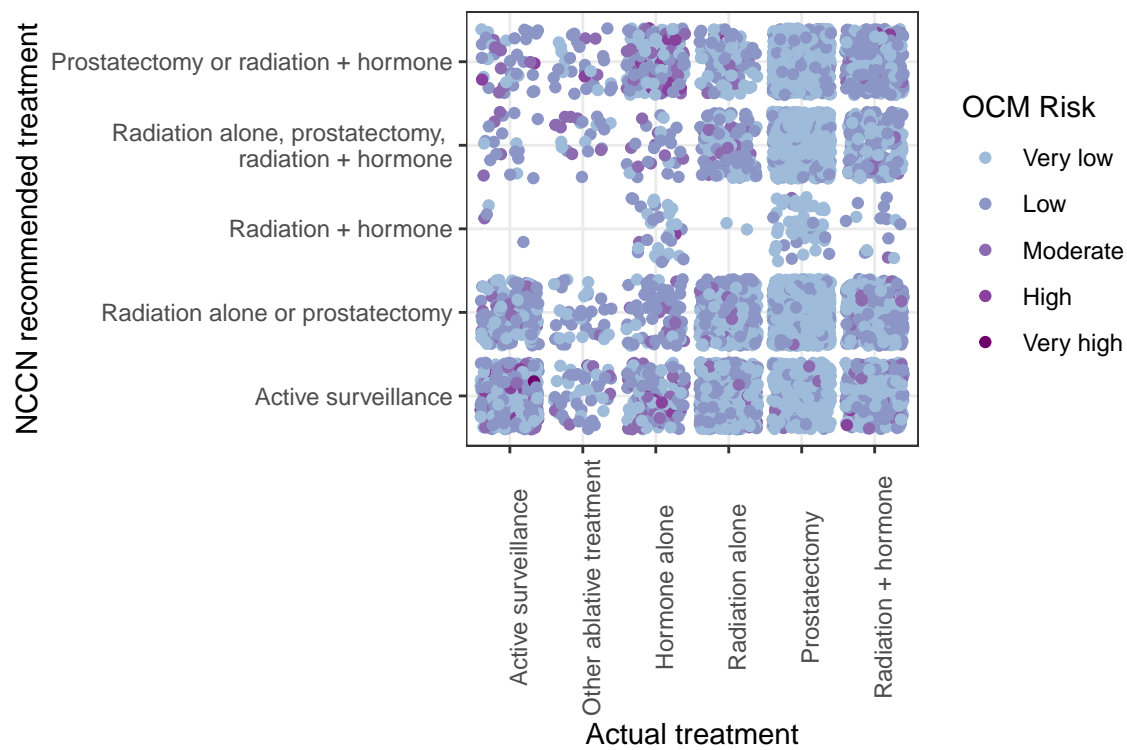 NCCN recommended treatment
Prostatectomy or radiation + hormone
Radiation alone, prostatectomy,
radiation + hormone
Radiation + hormone
Radiation alone or prostatectomy
Active surveillance
Active surveillance
Other ablative treatment
Hormone alone
Radiation alone
Prostatectomy
Radiation + hormone
Actual treatment
OCM Risk
Very low
Low
Moderate
High
Very high